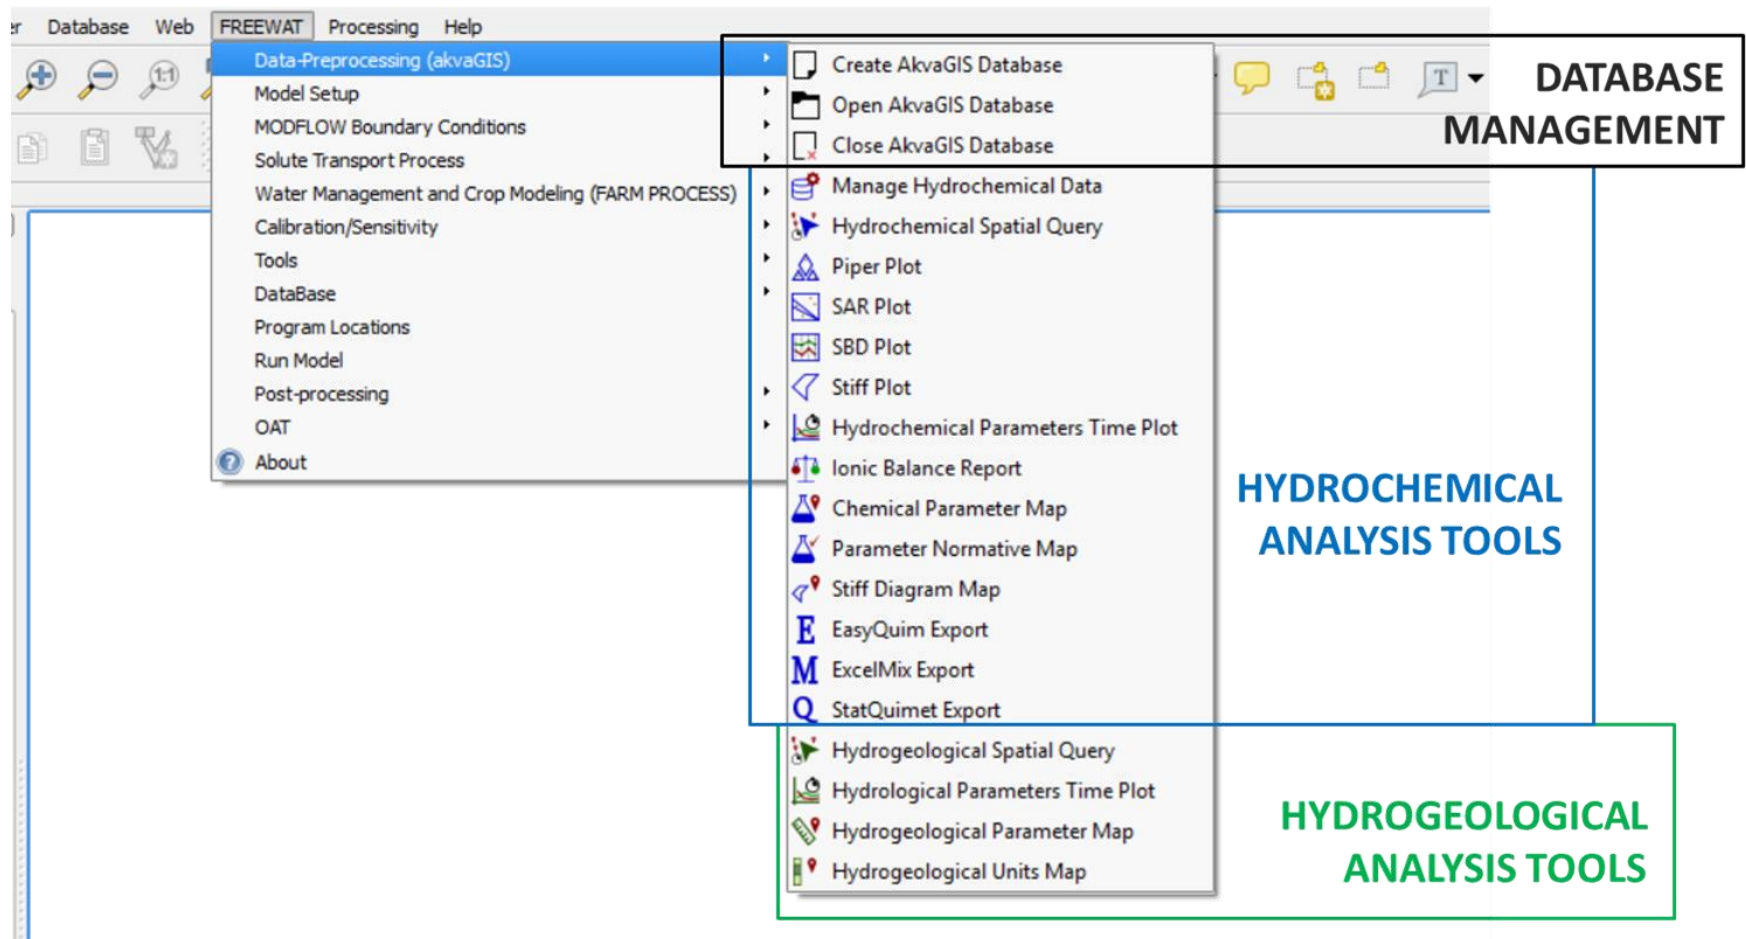 r Database Web FREEWAT Processing Help
Data-Preprocessing (akvaGIS)
Model Setup
MODFLOW Boundary Conditions
Solute Transport Process
Water Management and Crop Modeling (FARM PROCESS)
Calibration/Sensitivity
Tools
DataBase
Program Locations
Run Model
Post-processing
OAT
About
Create AkvaGIS Database
Open AkvaGIS Database
Close AkvaGIS Database
Manage Hydrochemical Data
Hydrochemical Spatial Query
Piper Plot
SAR Plot
SBD Plot
Stiff Plot
Hydrochemical Parameters Time Plot
Ionic Balance Report
Chemical Parameter Map
Parameter Normative Map
Stiff Diagram Map
E EasyQuim Export
M ExcelMix Export
Q StatQuimet Export
Hydrogeological Spatial Query
Hydrological Parameters Time Plot
Hydrogeological Parameter Map
Hydrogeological Units Map
1:1
T
DATABASE
MANAGEMENT
HYDROCHEMICAL
ANALYSIS TOOLS
HYDROGEOLOGICAL
ANALYSIS TOOLS